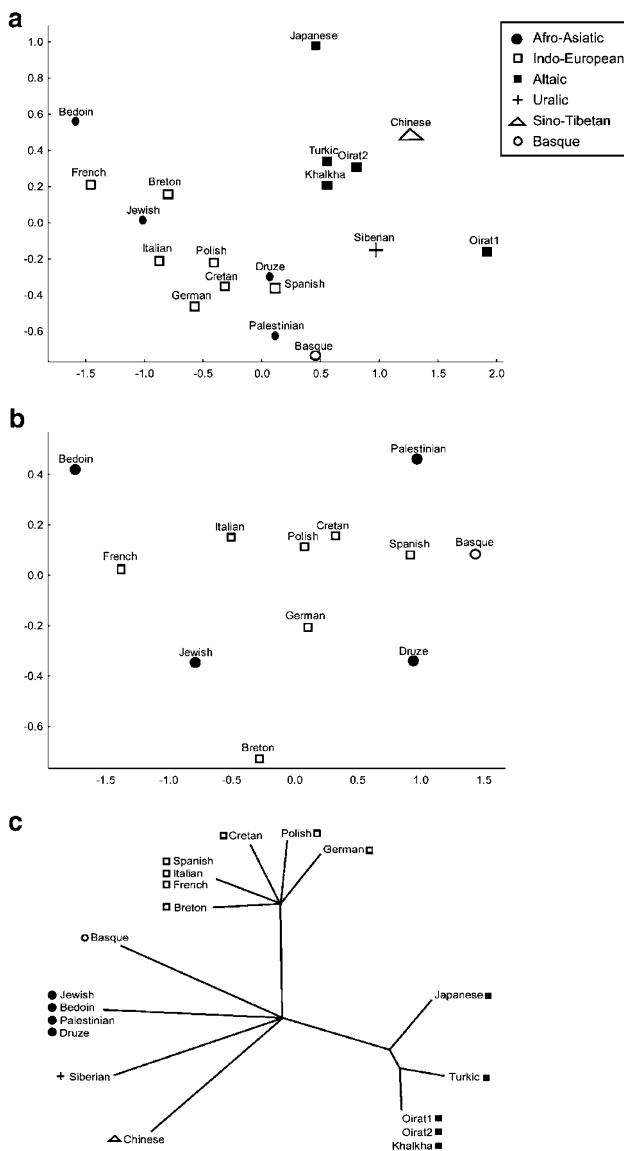 a
Afro-Asiatic
Indo-European
Altaic
Uralic
Sino-Tibetan
Basque
1.0
0.8
0.6
0.4
0.2
0.0
-0.2
-0.4
-0.6
Japanese
Bedoin
Chinese
Turkic
Oirat2
Khalkha
French
Breton
Jewish
Siberian
Oirat1
Italian
Polish
Druze
Cretan
Spanish
German
Palestinian
Basque
-1.5 -1.0 -0.5 0.0 0.5 1.0 1.5 2.0
b
0.4
0.2
0.0
-0.2
-0.4
-0.6
Bedoin
Palestinian
Italian
Cretan
Polish
Spanish
Basque
French
German
Jewish
Druze
Breton
-1.5 -1.0 -0.5 0.0 0.5 1.0 1.5
c
Cretan
Polish
German
Spanish
Italian
French
Breton
Basque
Jewish
Bedoin
Palestinian
Druze
Siberian
Chinese
Japanese
Turkic
Oirat1
Oirat2
Khalkha